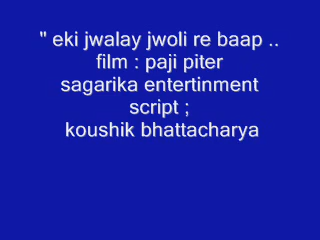 " eki jwalay jwoli re baap ..
film : paji piter
sagarika entertinment
script ;
koushik bhattacharya